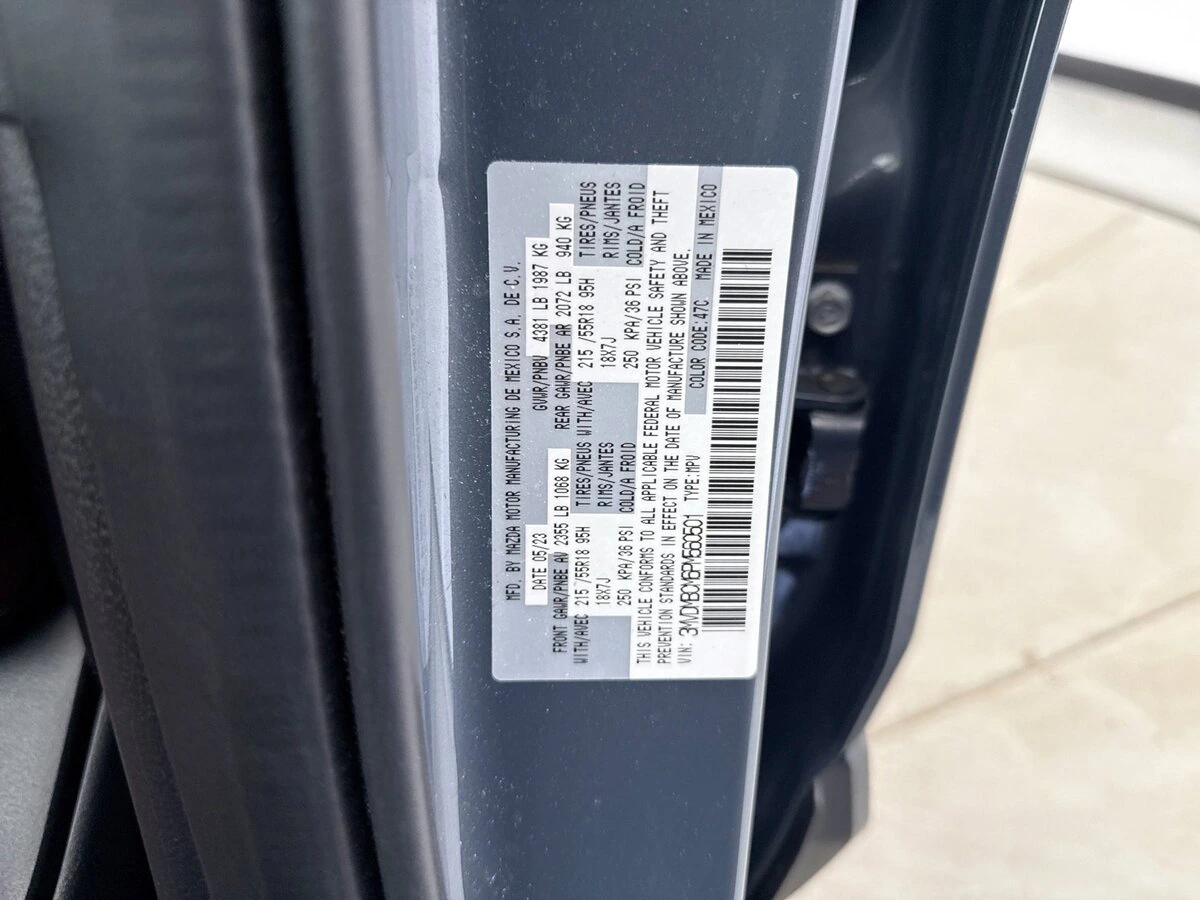 MFD. BY MAZDA MOTOR MANUFACTURING DE MEXICO S.A. DE C.V.
DATE 05/23 GVWR/PNBV 4381 LB 1987 KG
FRONT GAWR/PNBE AV 2355 LB 1068 KG REAR GAWR/PNBE AR 2072 LB 940 KG
WITH/AVEC 215 /55R18 95H TIRES/PNEUS WITH/AVEC 215 /55R18 95H TIRES/PNEUS
18X7J RIMS/JANTES 18X7J RIMS/JANTES
250 KPA/36 PSI COLD/A FROID 250 KPA/36 PSI COLD/A FROID
THIS VEHICLE CONFORMS TO ALL APPLICABLE FEDERAL MOTOR VEHICLE SAFETY AND THEFT
PREVENTION STANDARDS IN EFFECT ON THE DATE OF MANUFACTURE SHOWN ABOVE.
VIN: 3MVDMBCM6PM560501 TYPE:MPV COLOR CODE:47C MADE IN MEXICO